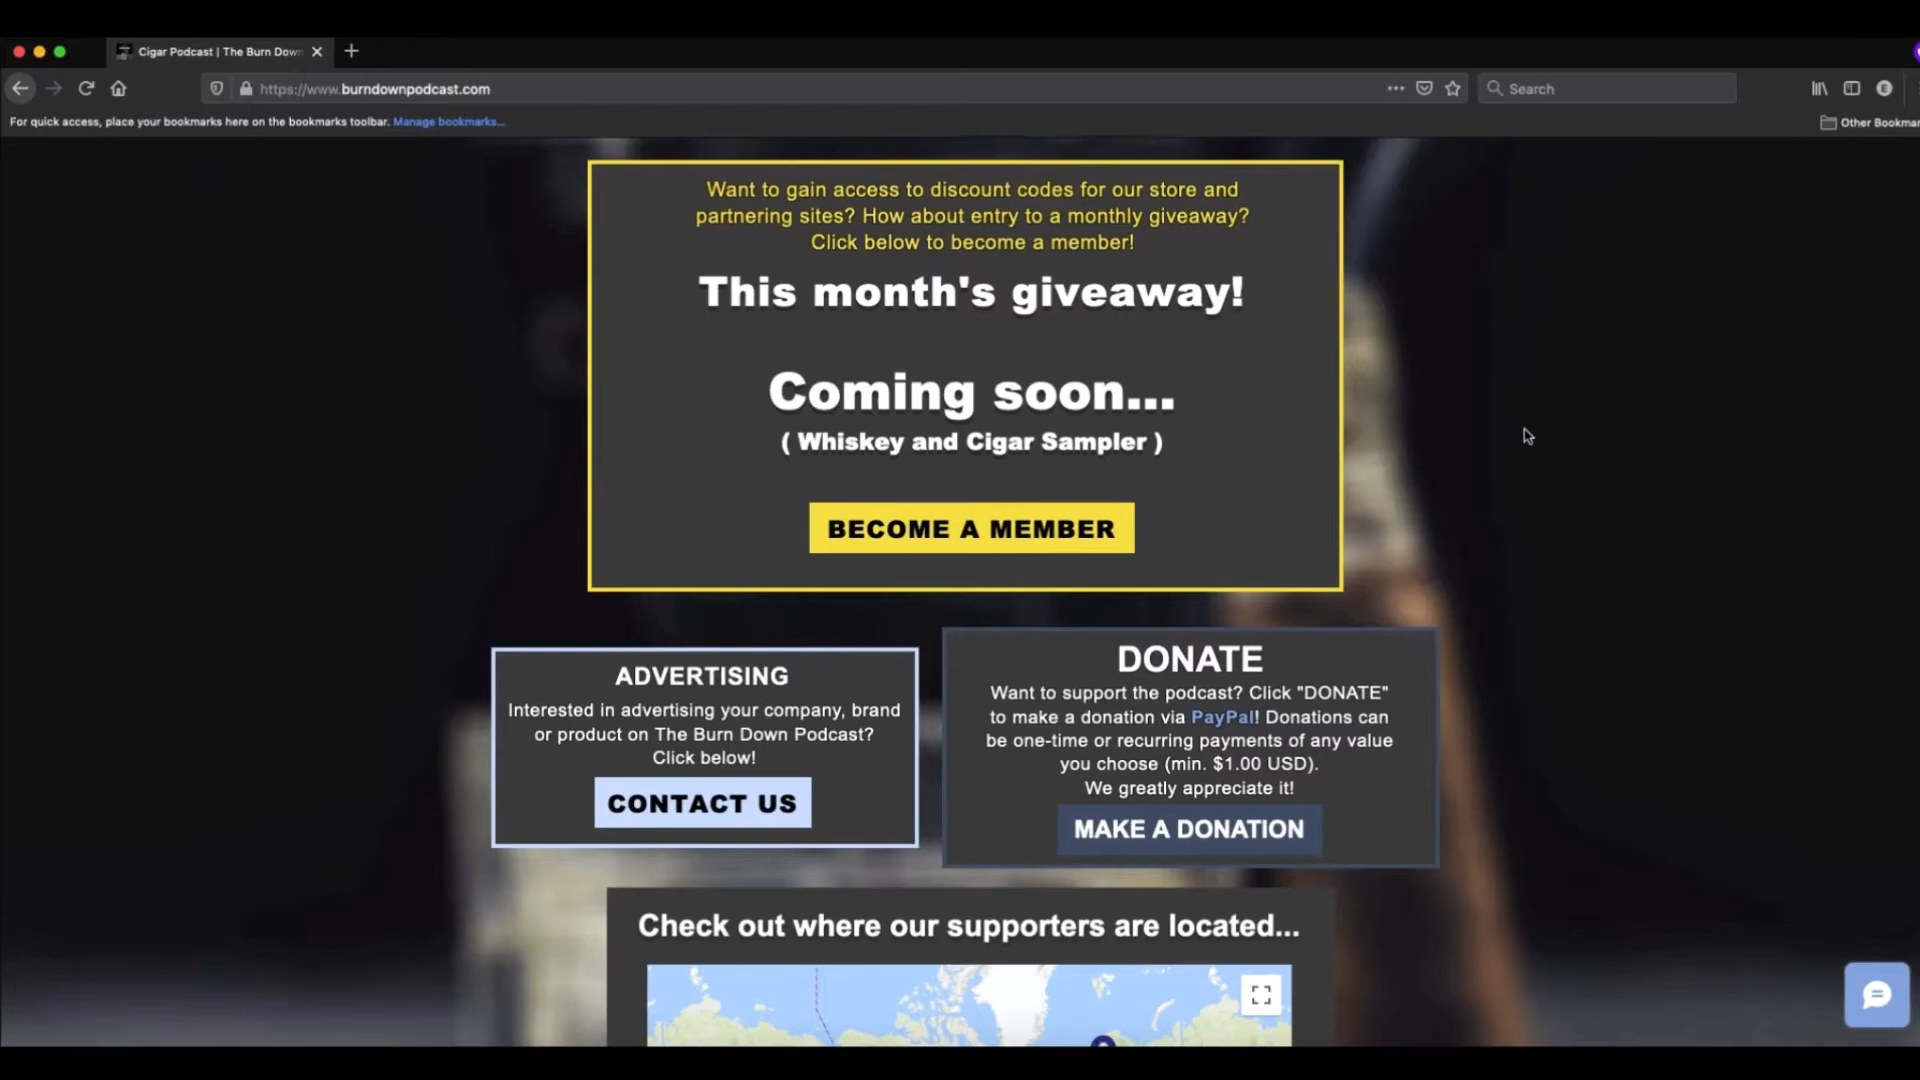 Cigar Podcast | The Burn Down
https://www.burndownpodcast.com
Search
For quick access, place your bookmarks here on the bookmarks toolbar. Manage bookmarks...
Other Bookmar
Want to gain access to discount codes for our store and
partnering sites? How about entry to a monthly giveaway?
Click below to become a member!
This month's giveaway!
Coming soon...
( Whiskey and Cigar Sampler )
BECOME A MEMBER
ADVERTISING
Interested in advertising your company, brand
or product on The Burn Down Podcast?
Click below!
CONTACT US
DONATE
Want to support the podcast? Click "DONATE"
to make a donation via PayPal! Donations can
be one-time or recurring payments of any value
you choose (min. $1.00 USD).
We greatly appreciate it!
MAKE A DONATION
Check out where our supporters are located...